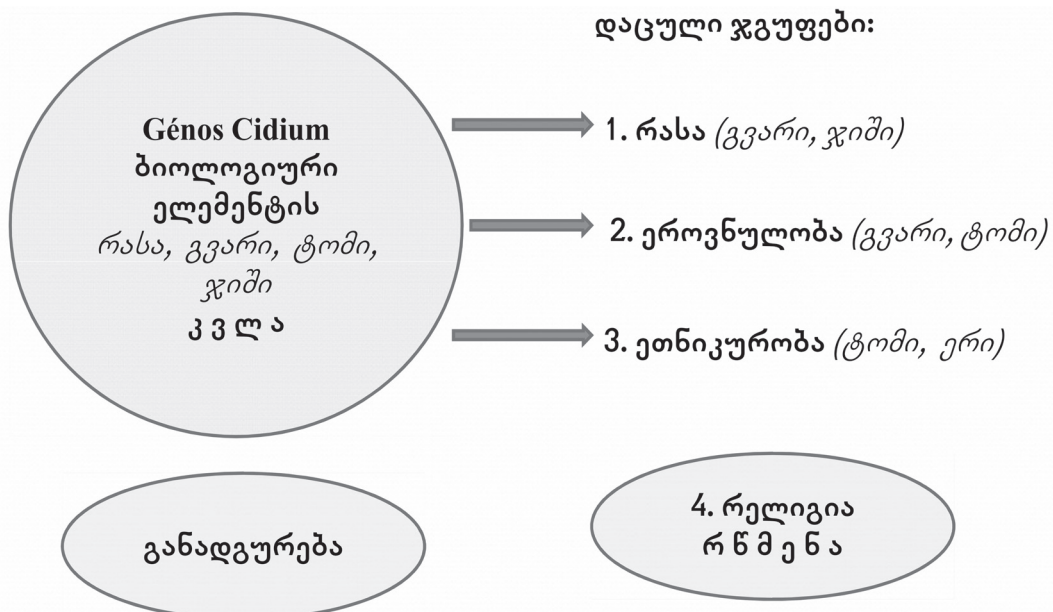 დაცული ჯგუფები:
Génos Cidium
ბიოლოგიური
ელემენტის
რასა, გვარი, ტომი,
ჯიში
კ ვ ლ ა
1. რასა (გვარი, ჯიში)
2. ეროვნულობა (გვარი, ტომი)
3. ეთნიკურობა (ტომი, ერი)
განადგურება
4. რელიგია
რ წ მ ე ნ ა